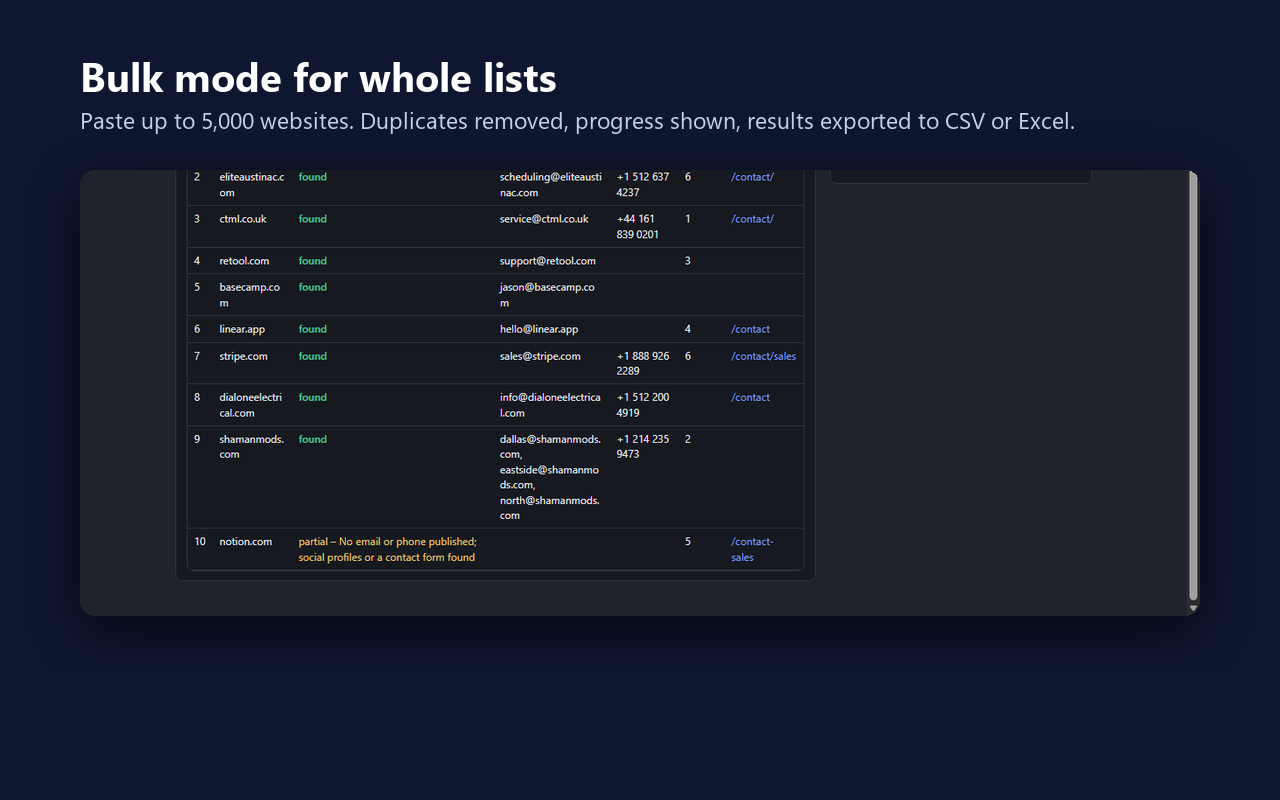 Bulk mode for whole lists
Paste up to 5,000 websites. Duplicates removed, progress shown, results exported to CSV or Excel.
2 eliteaustinac.c found scheduling@eliteausti +1 512 637 6 /contact/
om nac.com 4237
3 ctml.co.uk found service@ctml.co.uk +44 161 1 /contact/
839 0201
4 retool.com found support@retool.com 3
5 basecamp.co found jason@basecamp.co
m m
6 linear.app found hello@linear.app 4 /contact
7 stripe.com found sales@stripe.com +1 888 926 6 /contact/sales
2289
8 dialoneelectri found info@dialoneelectrica +1 512 200 /contact
cal.com l.com 4919
9 shamanmods. found dallas@shamanmods. +1 214 235 2
com com, 9473
eastside@shamanmo
ds.com,
north@shamanmods.
com
10 notion.com partial – No email or phone published; 5 /contact-
social profiles or a contact form found sales